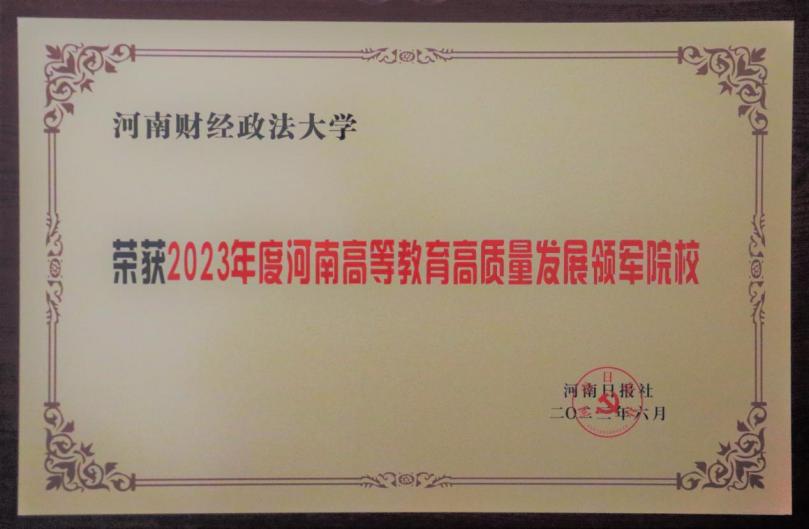 河南财经政法大学
荣获2023年度河南高等教育高质量发展领军院校
河南日报社
二〇二三年六月